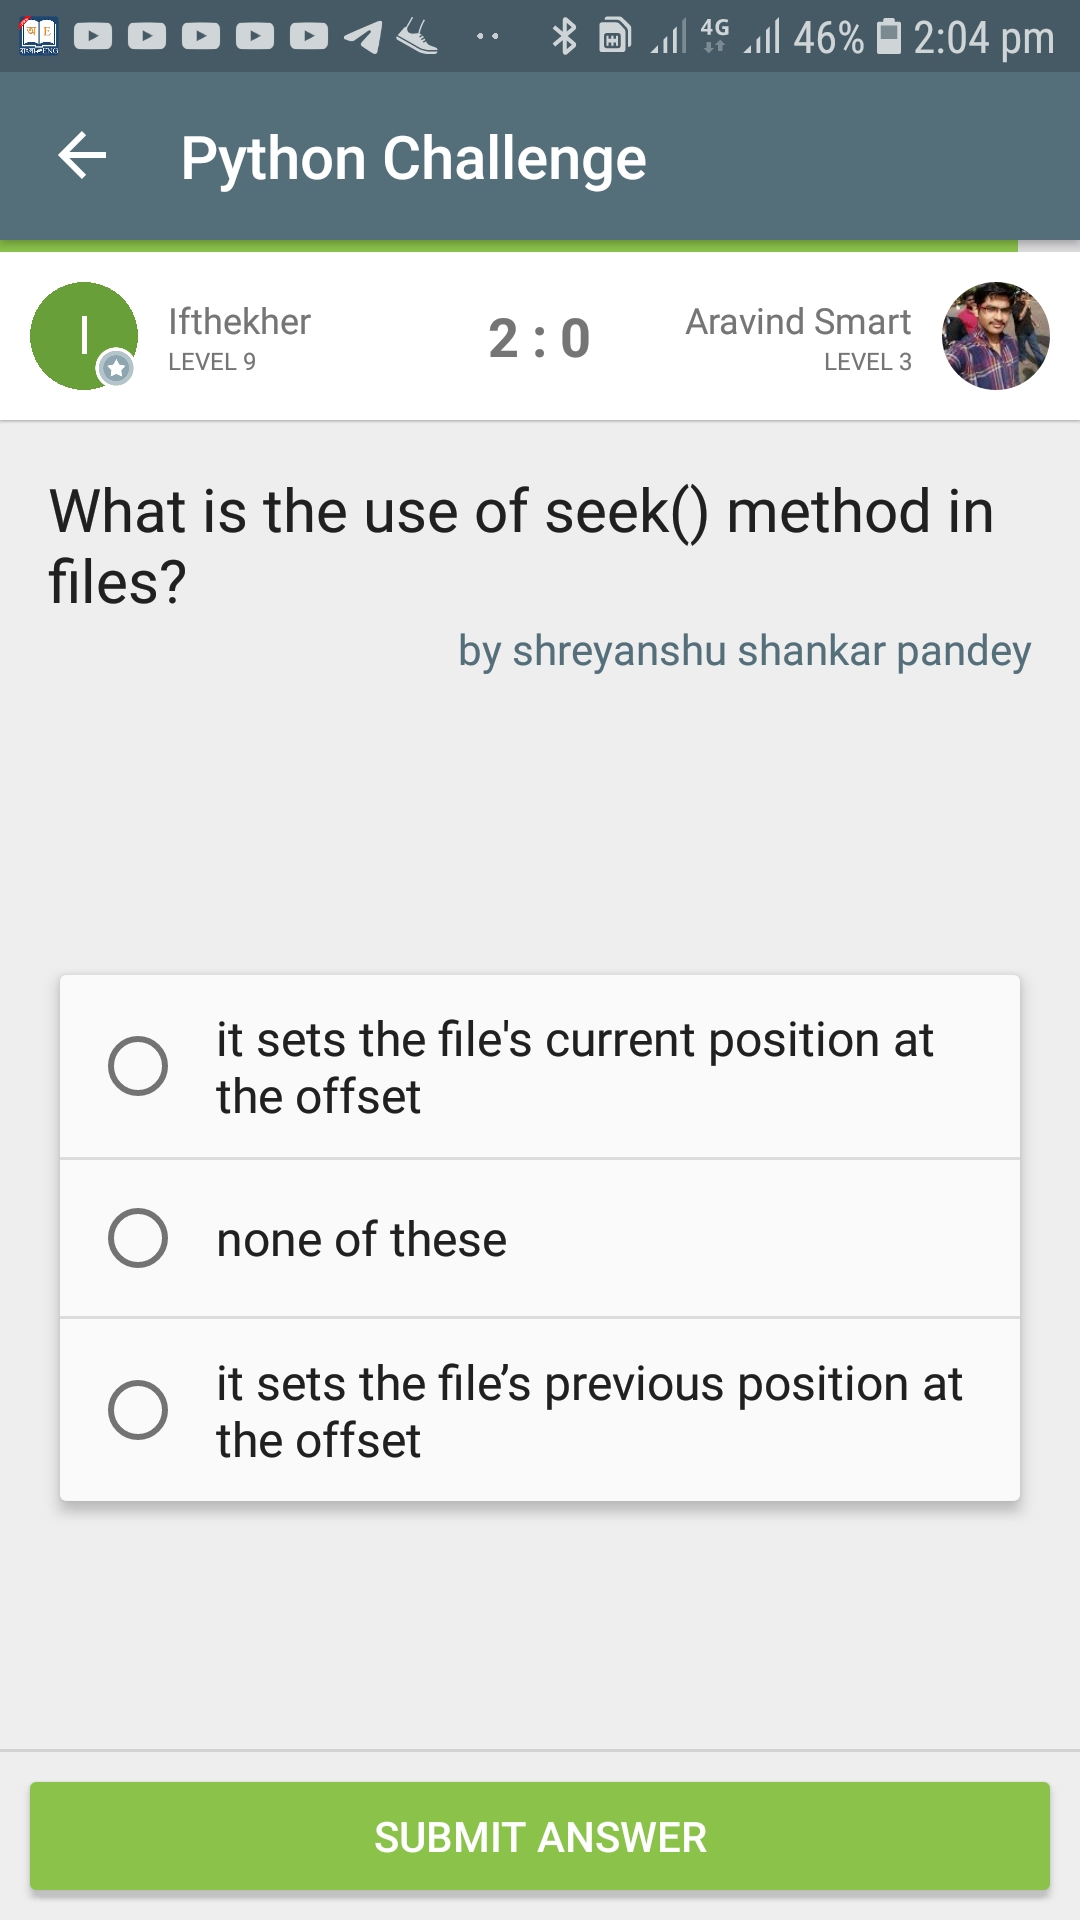 4G
46%
2:04 pm
Python Challenge
I
Ifthekher
LEVEL 9
2 : 0
Aravind Smart
LEVEL 3
What is the use of seek() method in
files?
by shreyanshu shankar pandey
it sets the file's current position at
the offset
none of these
it sets the file’s previous position at
the offset
SUBMIT ANSWER